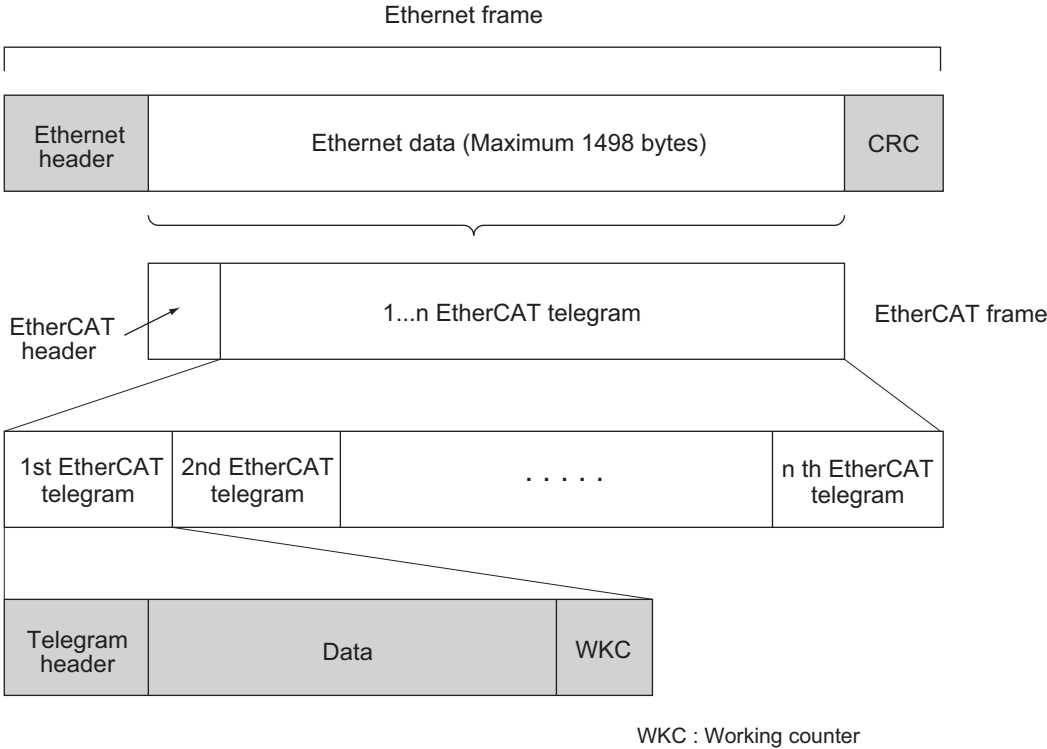 Ethernet frame
Ethernet
header
Ethernet data (Maximum 1498 bytes)
CRC
EtherCAT
header
1...n EtherCAT telegram
EtherCAT frame
1st EtherCAT
telegram
2nd EtherCAT
telegram
. . . . .
n th EtherCAT
telegram
Telegram
header
Data
WKC
WKC : Working counter